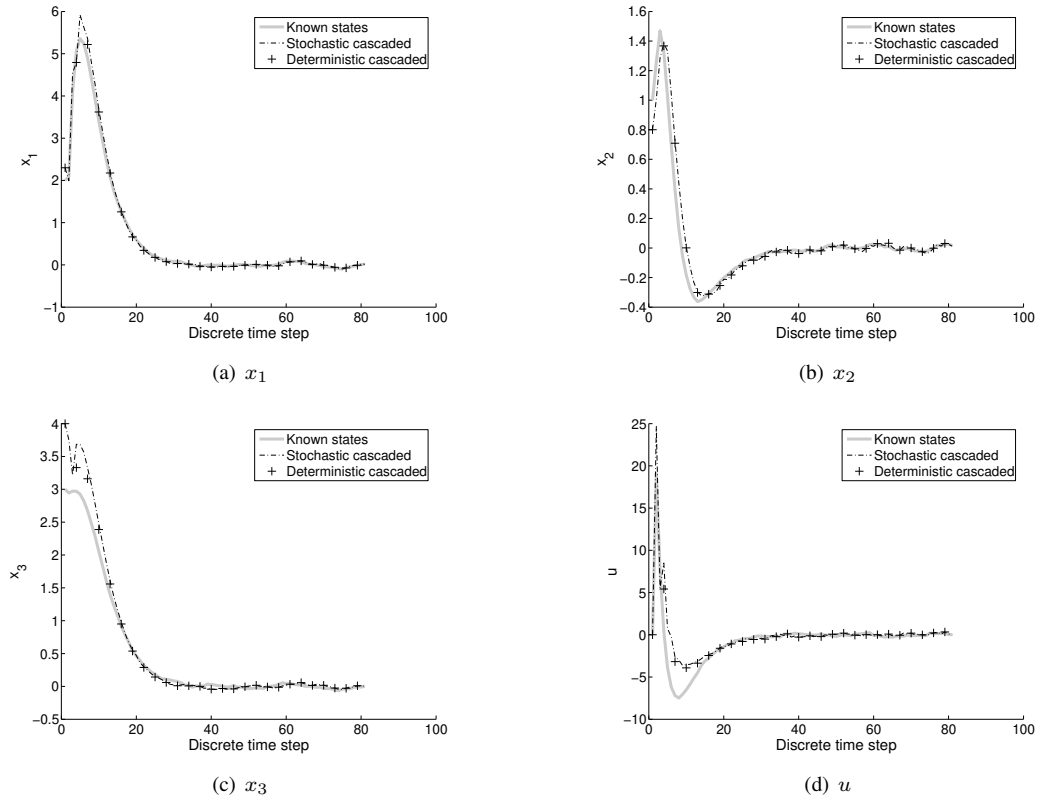 6
5
4
3
2
1
0
−1
0
20
40
60
80
100
x1
Discrete time step
Known states
Stochastic cascaded
Deterministic cascaded
(a) x1
1.6
1.4
1.2
1
0.8
0.6
0.4
0.2
0
−0.2
−0.4
0
20
40
60
80
100
x2
Discrete time step
Known states
Stochastic cascaded
Deterministic cascaded
(b) x2
4
3.5
3
2.5
2
1.5
1
0.5
0
−0.5
0
20
40
60
80
100
x3
Discrete time step
Known states
Stochastic cascaded
Deterministic cascaded
(c) x3
25
20
15
10
5
0
−5
−10
0
20
40
60
80
100
u
Discrete time step
Known states
Stochastic cascaded
Deterministic cascaded
(d) u